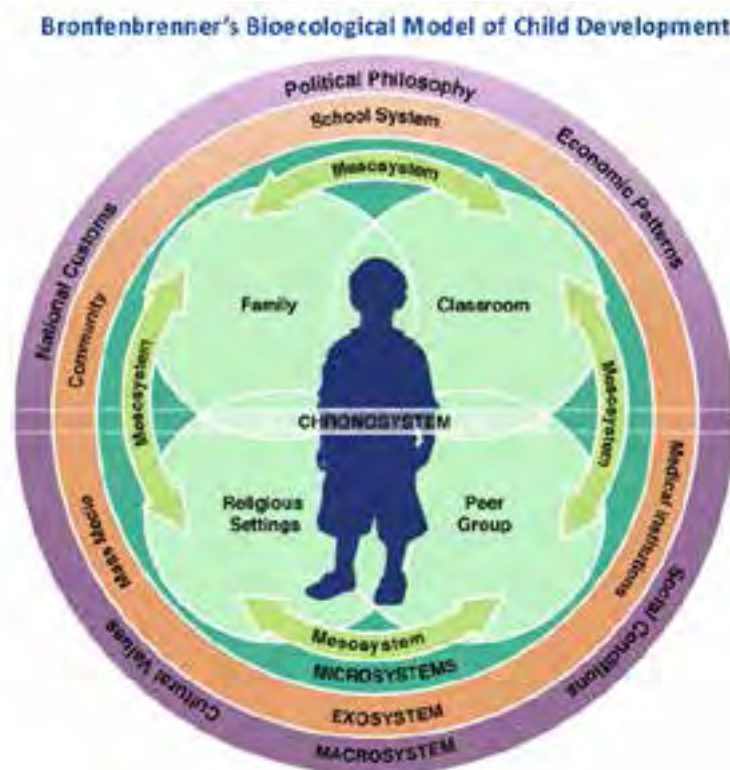 Bronfenbrenner's Bioecological Model of Child Development
Political Philosophy
School System
Economic Patterns
Mesosystem
National Customs
Community
Family
Classroom
Mesosystem
Mesosystem
CHRONOSYSTEM
Religious
Settings
Peer
Group
Medical Institutions
Mass Media
Social Conditions
Cultural Values
Mesosystem
MICROSYSTEMS
EXOSYSTEM
MACROSYSTEM